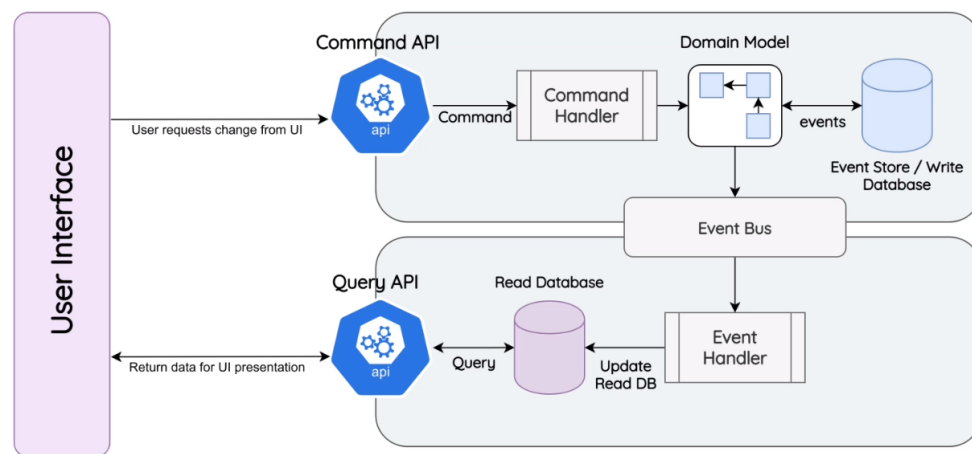 User Interface
Command API
api
User requests change from UI
Command
Command
Handler
Domain Model
events
Event Store / Write
Database
Event Bus
Query API
api
Return data for UI presentation
Query
Read Database
Update
Read DB
Event
Handler